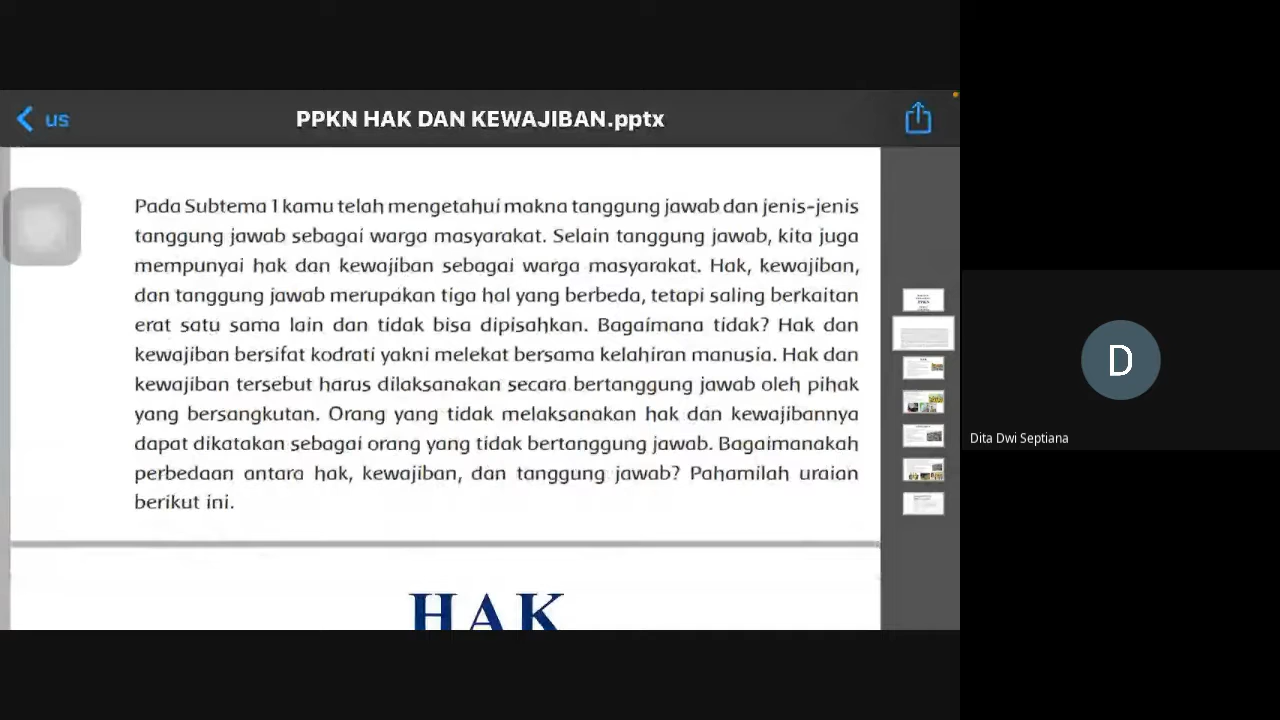 us
PPKN HAK DAN KEWAJIBAN.pptx
Pada Subtema 1 kamu telah mengetahui makna tanggung jawab dan jenis-jenis
tanggung jawab sebagai warga masyarakat. Selain tanggung jawab, kita juga
mempunyai hak dan kewajiban sebagai warga masyarakat. Hak, kewajiban,
dan tanggung jawab merupakan tiga hal yang berbeda, tetapi saling berkaitan
erat satu sama lain dan tidak bisa dipisahkan. Bagaimana tidak? Hak dan
kewajiban bersifat kodrati yakni melekat bersama kelahiran manusia. Hak dan
kewajiban tersebut harus dilaksanakan secara bertanggung jawab oleh pihak
yang bersangkutan. Orang yang tidak melaksanakan hak dan kewajibannya
dapat dikatakan sebagai orang yang tidak bertanggung jawab. Bagaimanakah
perbedaan antara hak, kewajiban, dan tanggung jawab? Pahamilah uraian
berikut ini.
HAK
D
Dita Dwi Septiana